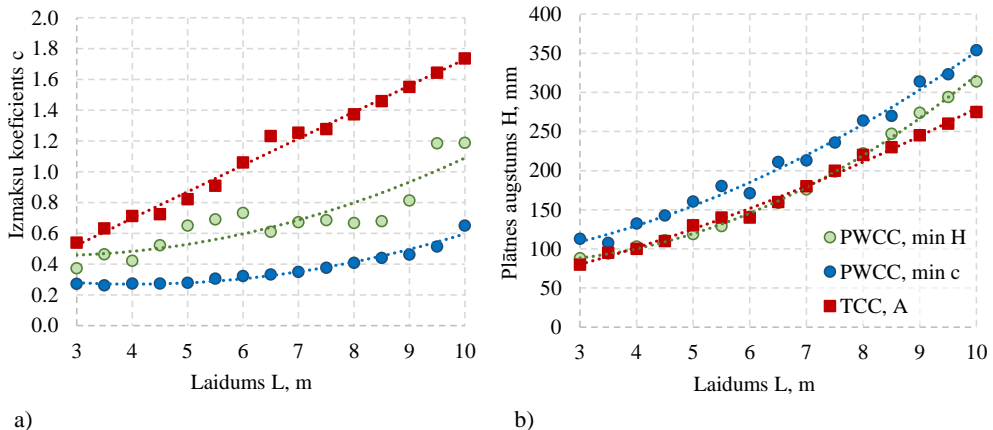 2.0
1.8
1.6
1.4
1.2
1.0
0.8
0.6
0.4
0.2
0.0
Izmaksu koeficients c
3 4 5 6 7 8 9 10
Laidums L, m
a)
400
350
300
250
200
150
100
50
0
Plātnes augstums H, mm
PWCC, min H
PWCC, min c
TCC, A
3 4 5 6 7 8 9 10
Laidums L, m
b)